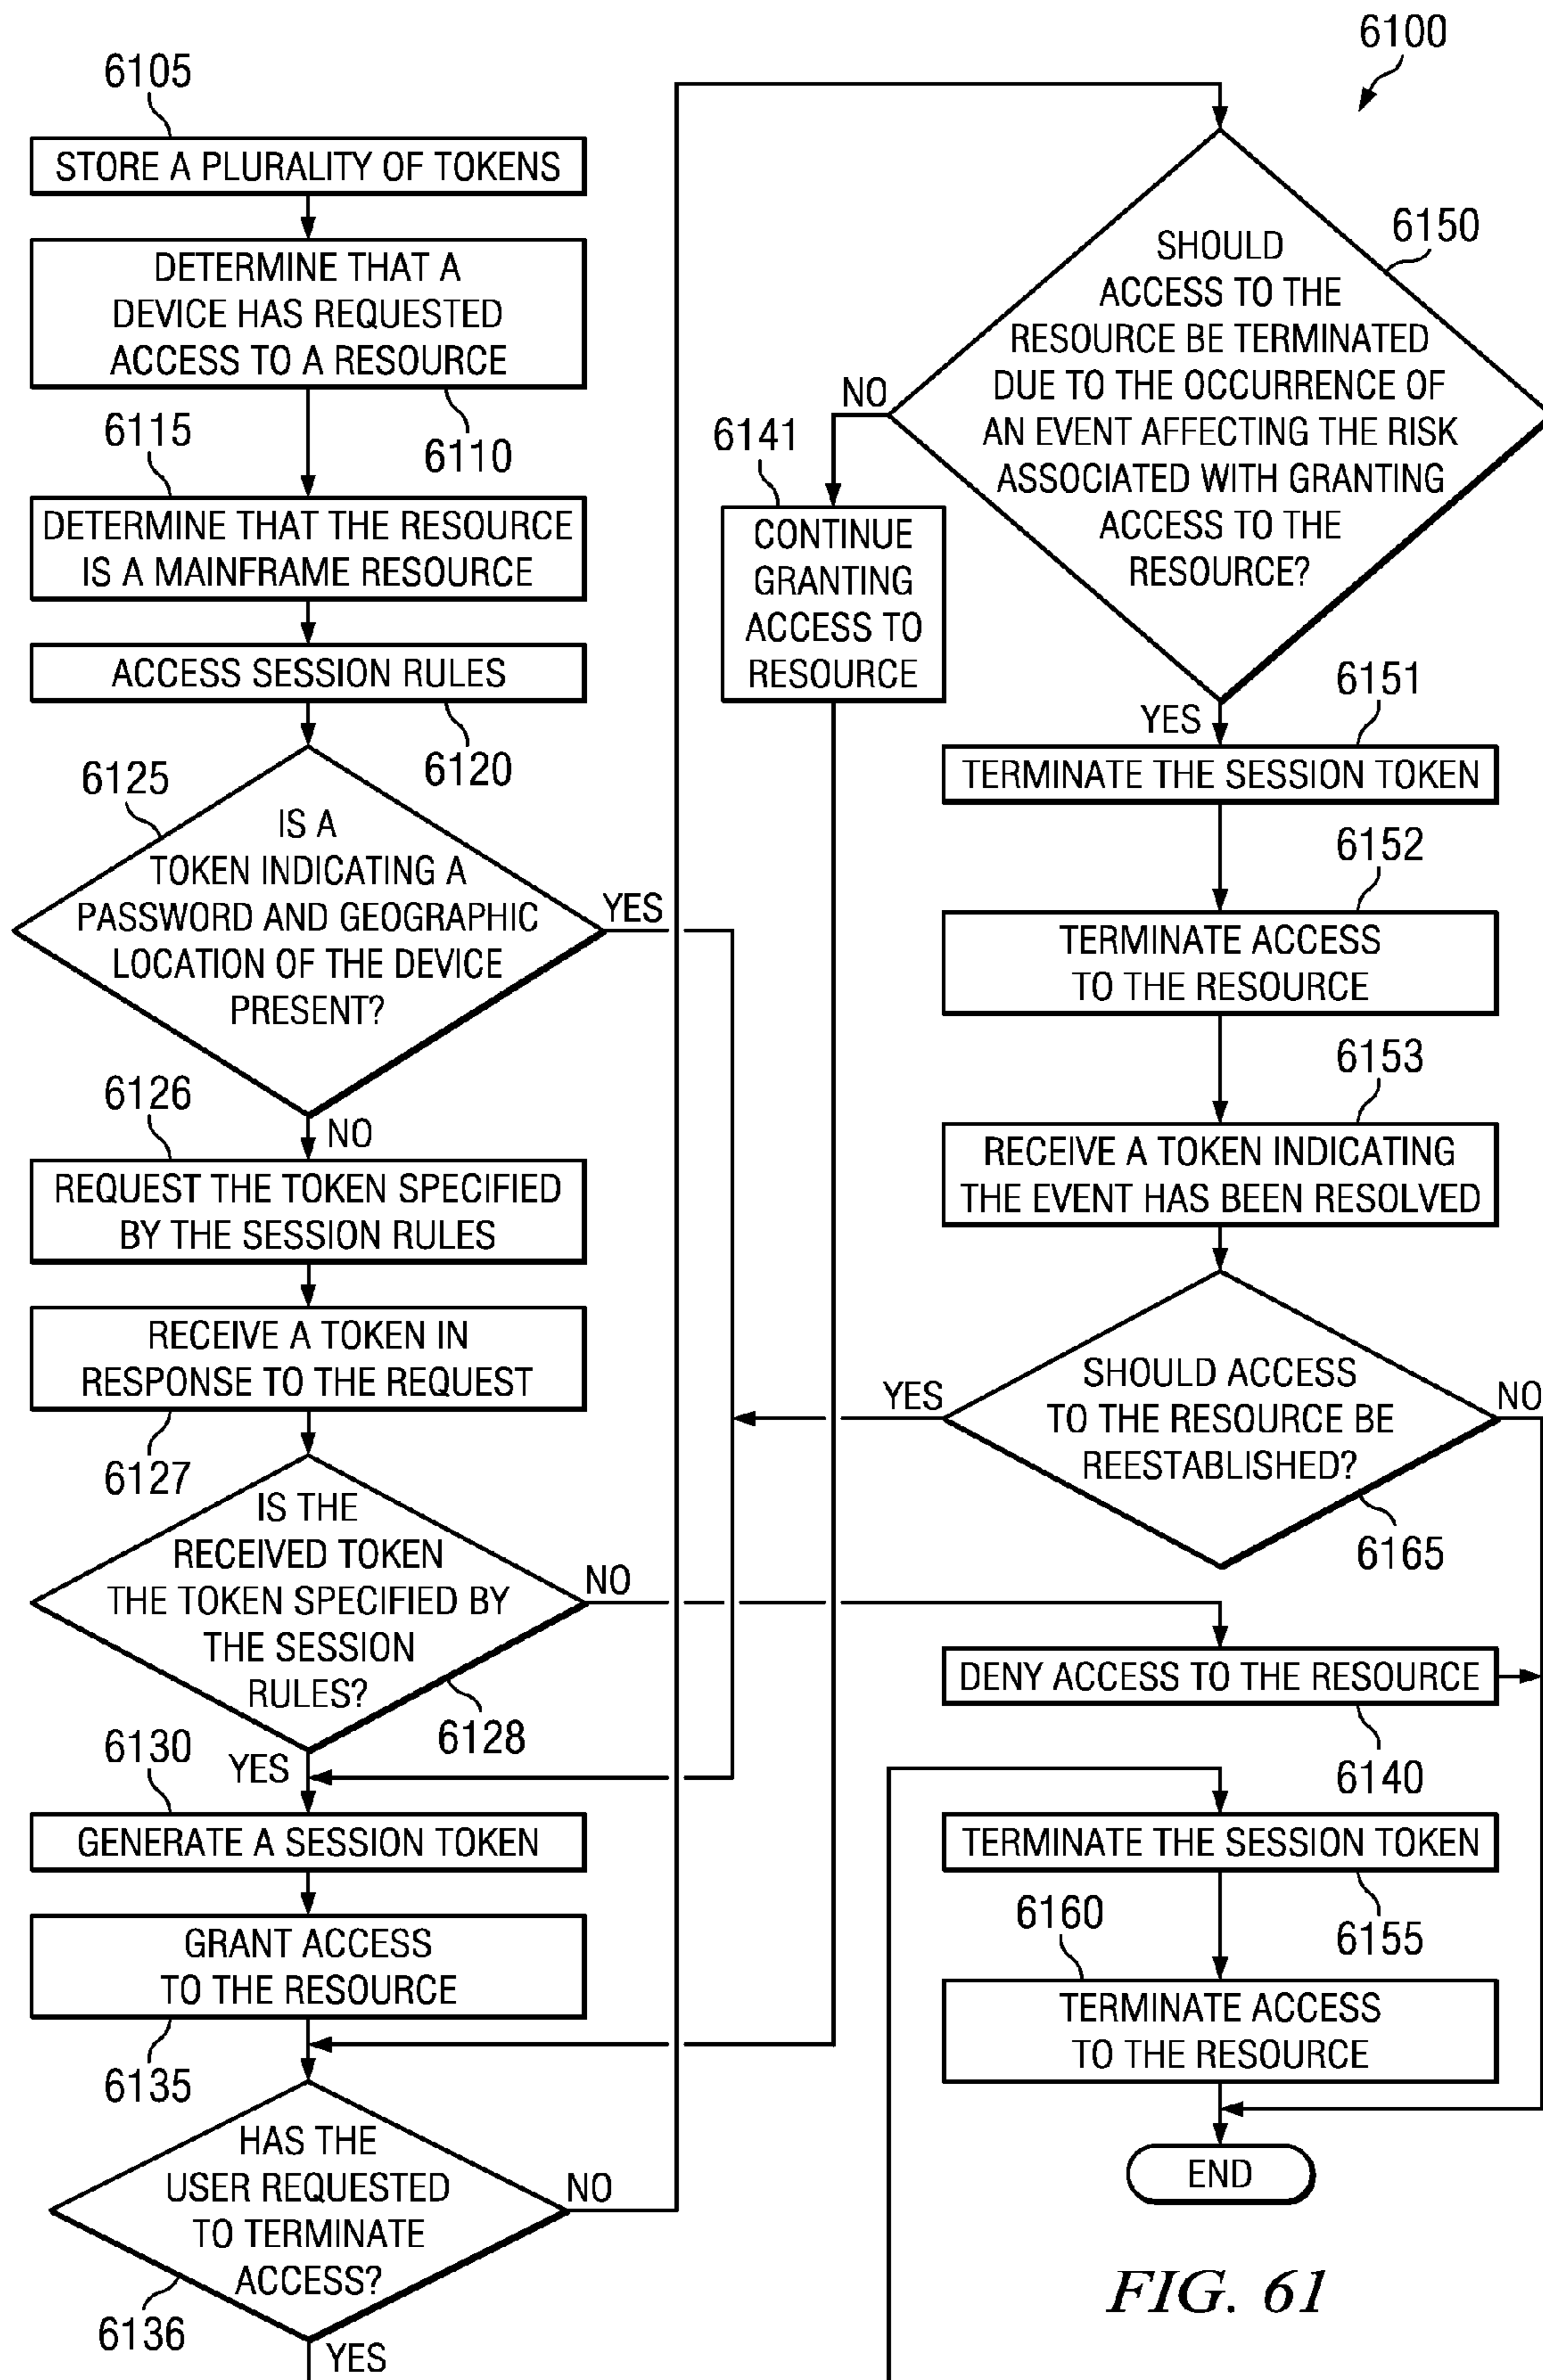 6100
6105
STORE A PLURALITY OF TOKENS
DETERMINE THAT A
DEVICE HAS REQUESTED
ACCESS TO A RESOURCE
6110
6115
DETERMINE THAT THE RESOURCE
IS A MAINFRAME RESOURCE
ACCESS SESSION RULES
6120
6125
IS A
TOKEN INDICATING A
PASSWORD AND GEOGRAPHIC
LOCATION OF THE DEVICE
PRESENT?
YES
NO
6126
REQUEST THE TOKEN SPECIFIED
BY THE SESSION RULES
RECEIVE A TOKEN IN
RESPONSE TO THE REQUEST
6127
IS THE
RECEIVED TOKEN
THE TOKEN SPECIFIED BY
THE SESSION
RULES?
NO
6128
YES
6130
GENERATE A SESSION TOKEN
GRANT ACCESS
TO THE RESOURCE
6135
HAS THE
USER REQUESTED
TO TERMINATE
ACCESS?
NO
6136
YES
6150
SHOULD
ACCESS TO THE
RESOURCE BE TERMINATED
DUE TO THE OCCURRENCE OF
AN EVENT AFFECTING THE RISK
ASSOCIATED WITH GRANTING
ACCESS TO THE
RESOURCE?
NO
6141
CONTINUE
GRANTING
ACCESS TO
RESOURCE
YES
6151
TERMINATE THE SESSION TOKEN
6152
TERMINATE ACCESS
TO THE RESOURCE
6153
RECEIVE A TOKEN INDICATING
THE EVENT HAS BEEN RESOLVED
SHOULD ACCESS
TO THE RESOURCE BE
REESTABLISHED?
YES
NO
6165
DENY ACCESS TO THE RESOURCE
6140
TERMINATE THE SESSION TOKEN
6155
6160
TERMINATE ACCESS
TO THE RESOURCE
END
FIG. 61